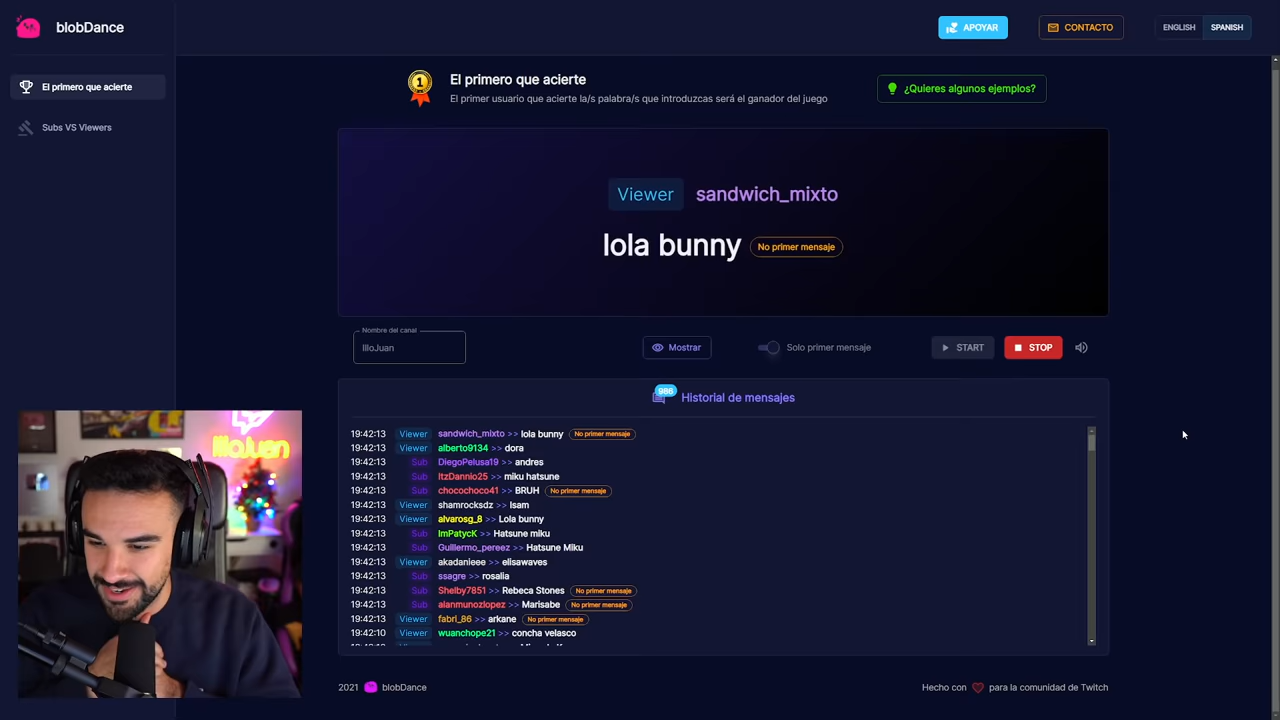 blobDance
APOYAR
CONTACTO
ENGLISH
SPANISH
El primero que acierte
Subs VS Viewers
1
El primero que acierte
El primer usuario que acierte la/s palabra/s que introduzcas será el ganador del juego
¿Quieres algunos ejemplos?
Viewer sandwich_mixto
lola bunny No primer mensaje
Nombre del canal
IlloJuan
Mostrar
Solo primer mensaje
START
STOP
986
Historial de mensajes
19:42:13 Viewer sandwich_mixto >> lola bunny No primer mensaje
19:42:13 Viewer alberto9134 >> dora
19:42:13 Sub DiegoPelusa19 >> andres
19:42:13 Sub ItzDannio25 >> miku hatsune
19:42:13 Sub chocochoco41 >> BRUH No primer mensaje
19:42:13 Viewer shamrocksdz >> Isam
19:42:13 Viewer alvarosg_8 >> Lola bunny
19:42:13 Sub ImPatycK >> Hatsune miku
19:42:13 Sub Guillermo_pereez >> Hatsune Miku
19:42:13 Viewer akadanieee >> elisawaves
19:42:13 Sub ssagre >> rosalia
19:42:13 Sub Shelby7851 >> Rebeca Stones No primer mensaje
19:42:13 Sub alanmunozlopez >> Marisabe No primer mensaje
19:42:13 Viewer fabri_86 >> arkane No primer mensaje
19:42:10 Viewer wuanchope21 >> concha velasco
IlloJuan
2021 blobDance
Hecho con para la comunidad de Twitch